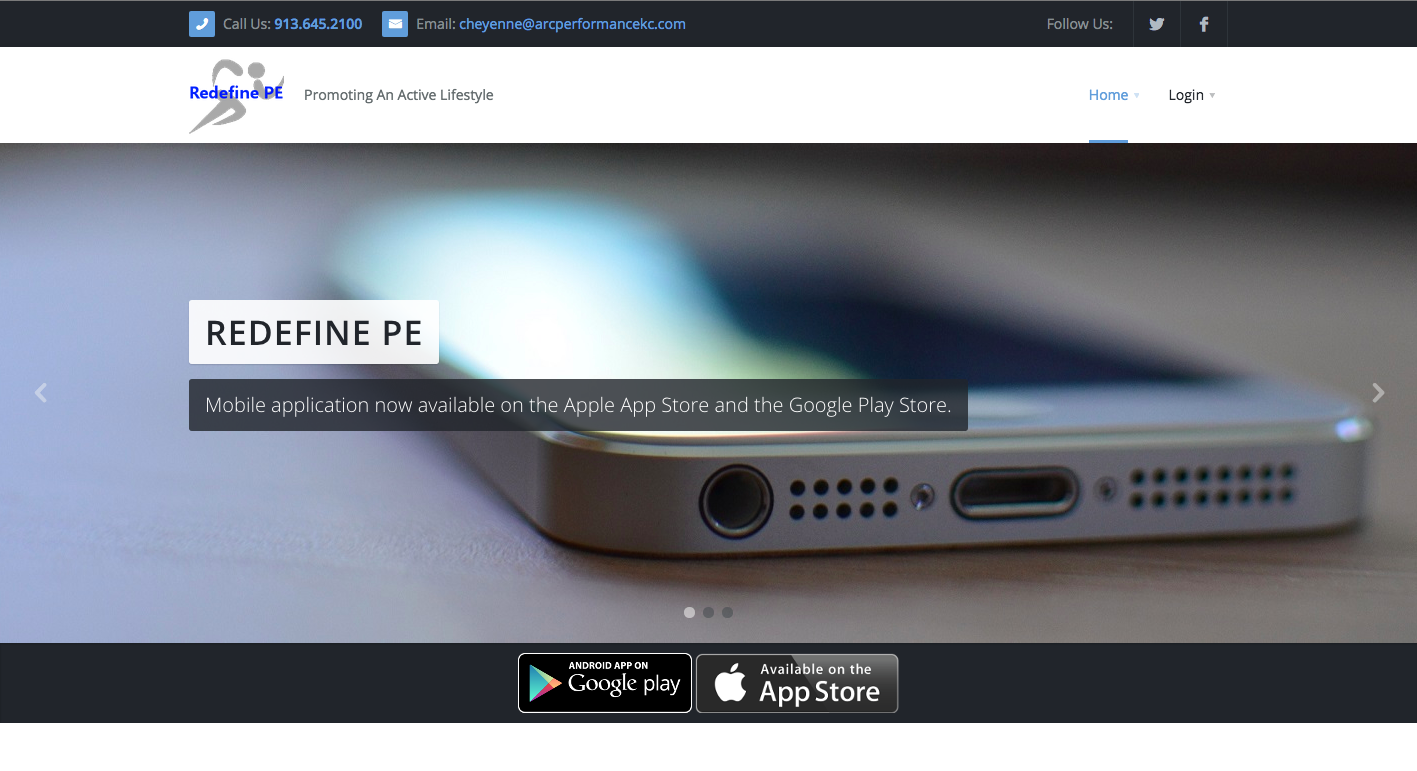 Call Us: 913.645.2100 Email: cheyenne@arcperformancekc.com Follow Us:
Redefine PE Promoting An Active Lifestyle Home Login
REDEFINE PE
Mobile application now available on the Apple App Store and the Google Play Store.
ANDROID APP ON
Google play
Available on the
App Store